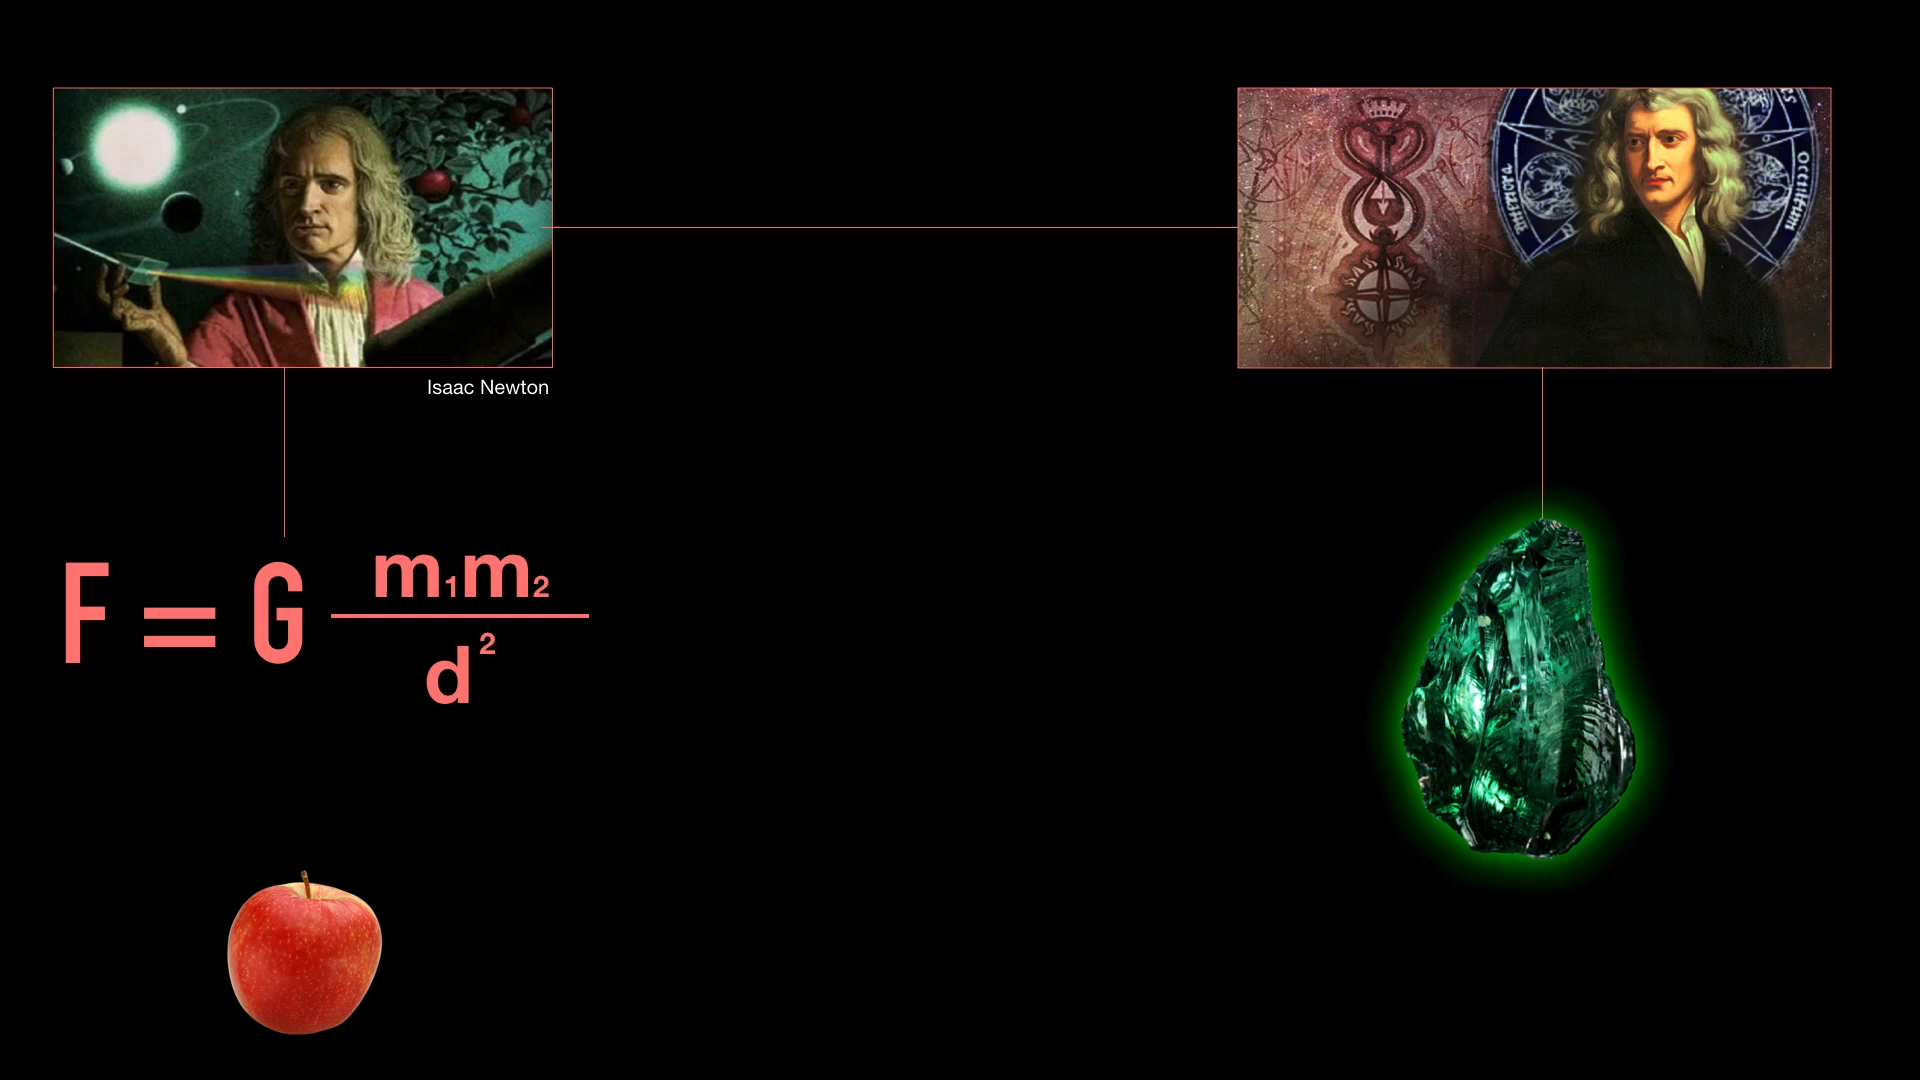 Isaac Newton
F = G m₁m₂
d²